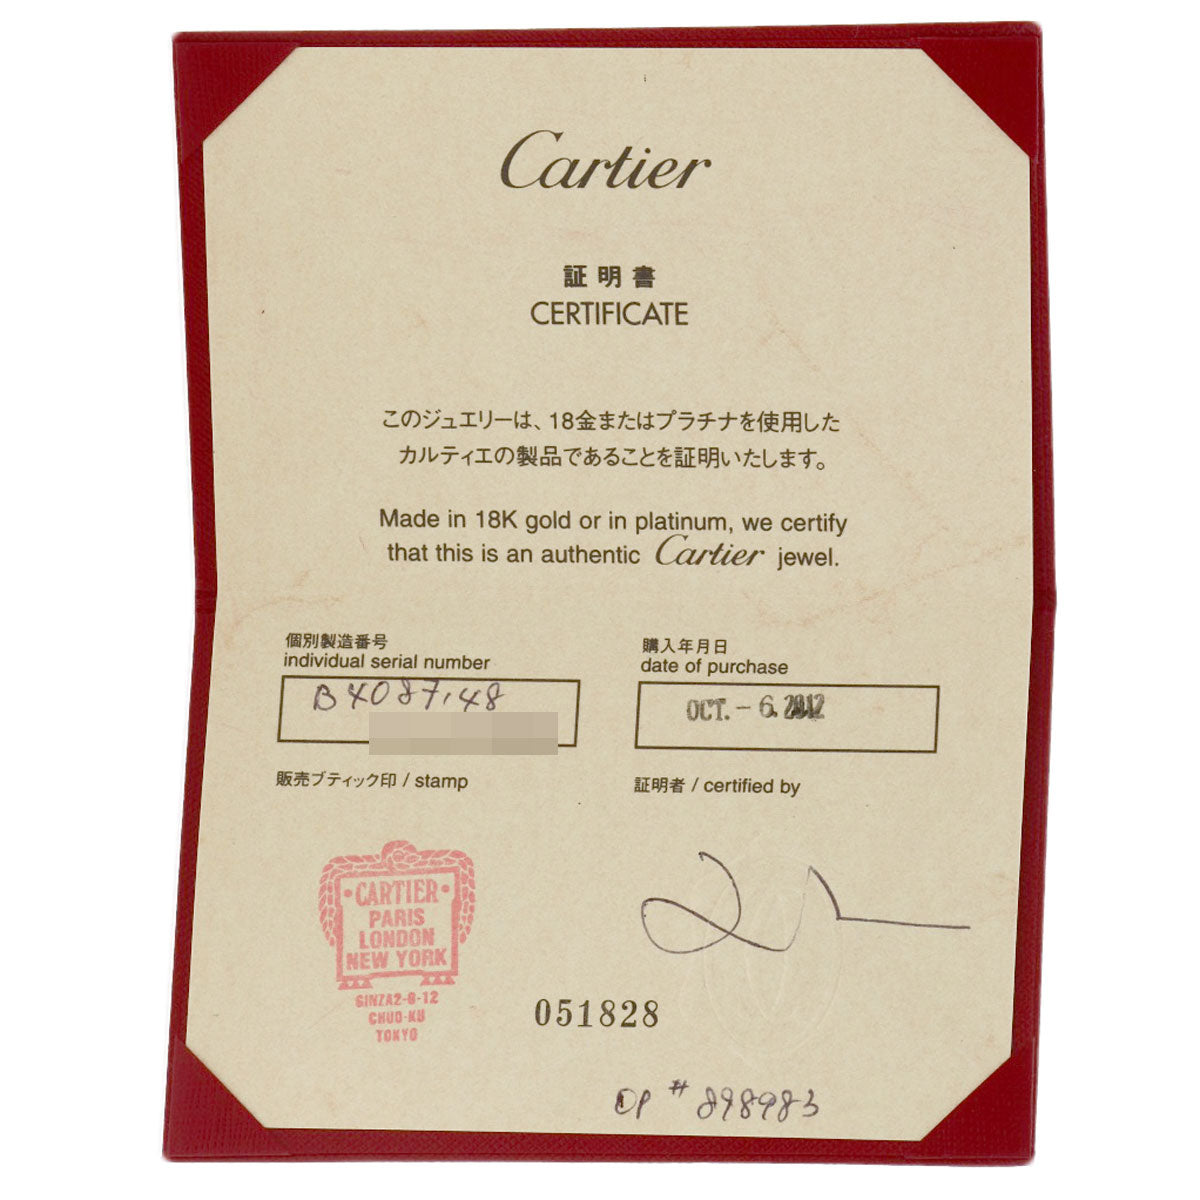 Cartier
証明書
CERTIFICATE
このジュエリーは、18金またはプラチナを使用した
カルティエの製品であることを証明いたします。
Made in 18K gold or in platinum, we certify
that this is an authentic Cartier jewel.
個別製造番号
individual serial number
B4087148
購入年月日
date of purchase
OCT. - 6. 2012
販売ブティック印 / stamp
証明者 / certified by
CARTIER
PARIS
LONDON
NEW YORK
GINZA2-6-12
CHUO-KU
TOKYO
051828
OP # 898983